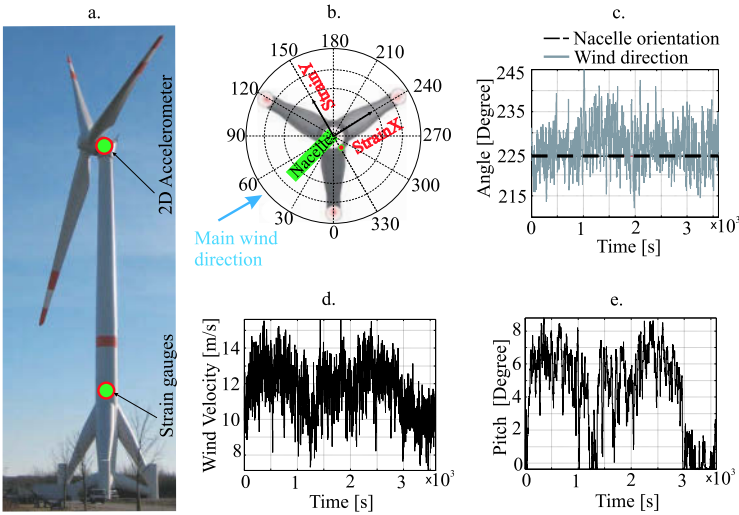 a.
2D Accelerometer
Strain gauges
b.
180
150
210
120
240
90
270
60
300
30
330
0
StrainY
StrainX
Nacelle
Main wind
direction
c.
Nacelle orientation
Wind direction
Angle [Degree]
245
235
225
215
0 1 2 3 ×10³
Time [s]
d.
Wind Velocity [m/s]
14
12
10
8
0 1 2 3 ×10³
Time [s]
e.
Pitch [Degree]
8
6
4
2
0
0 1 2 3 ×10³
Time [s]